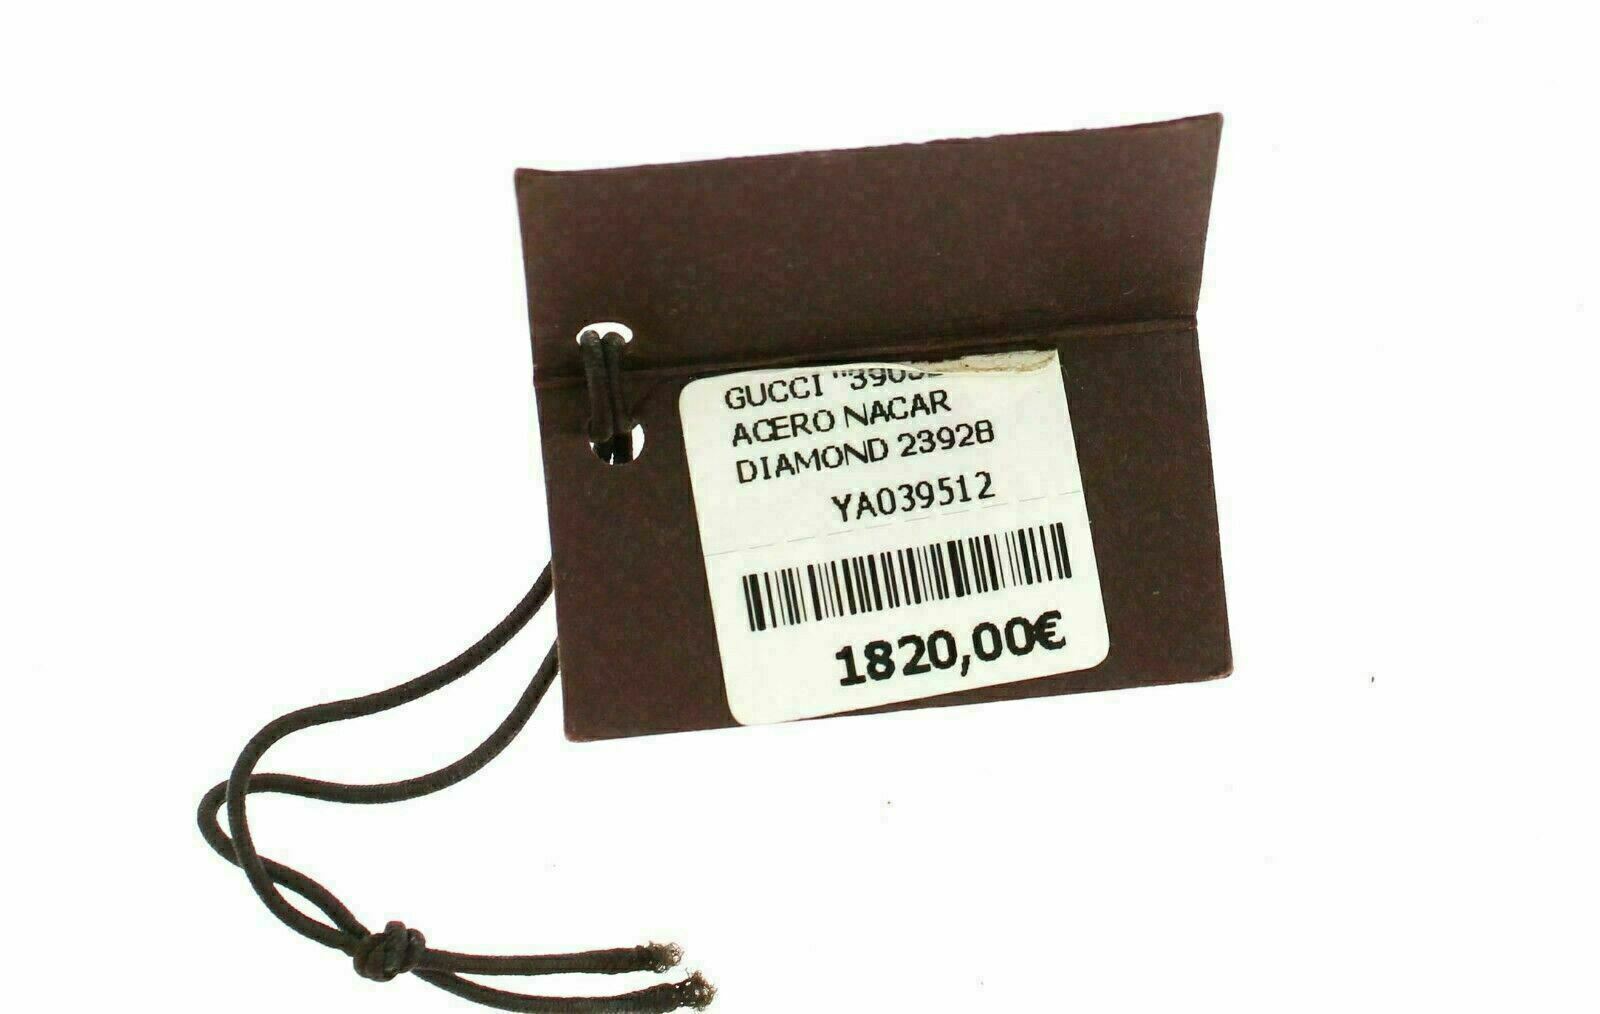 GUCCI
ACERO NACAR
DIAMOND 23928
YA039512
1820,00€